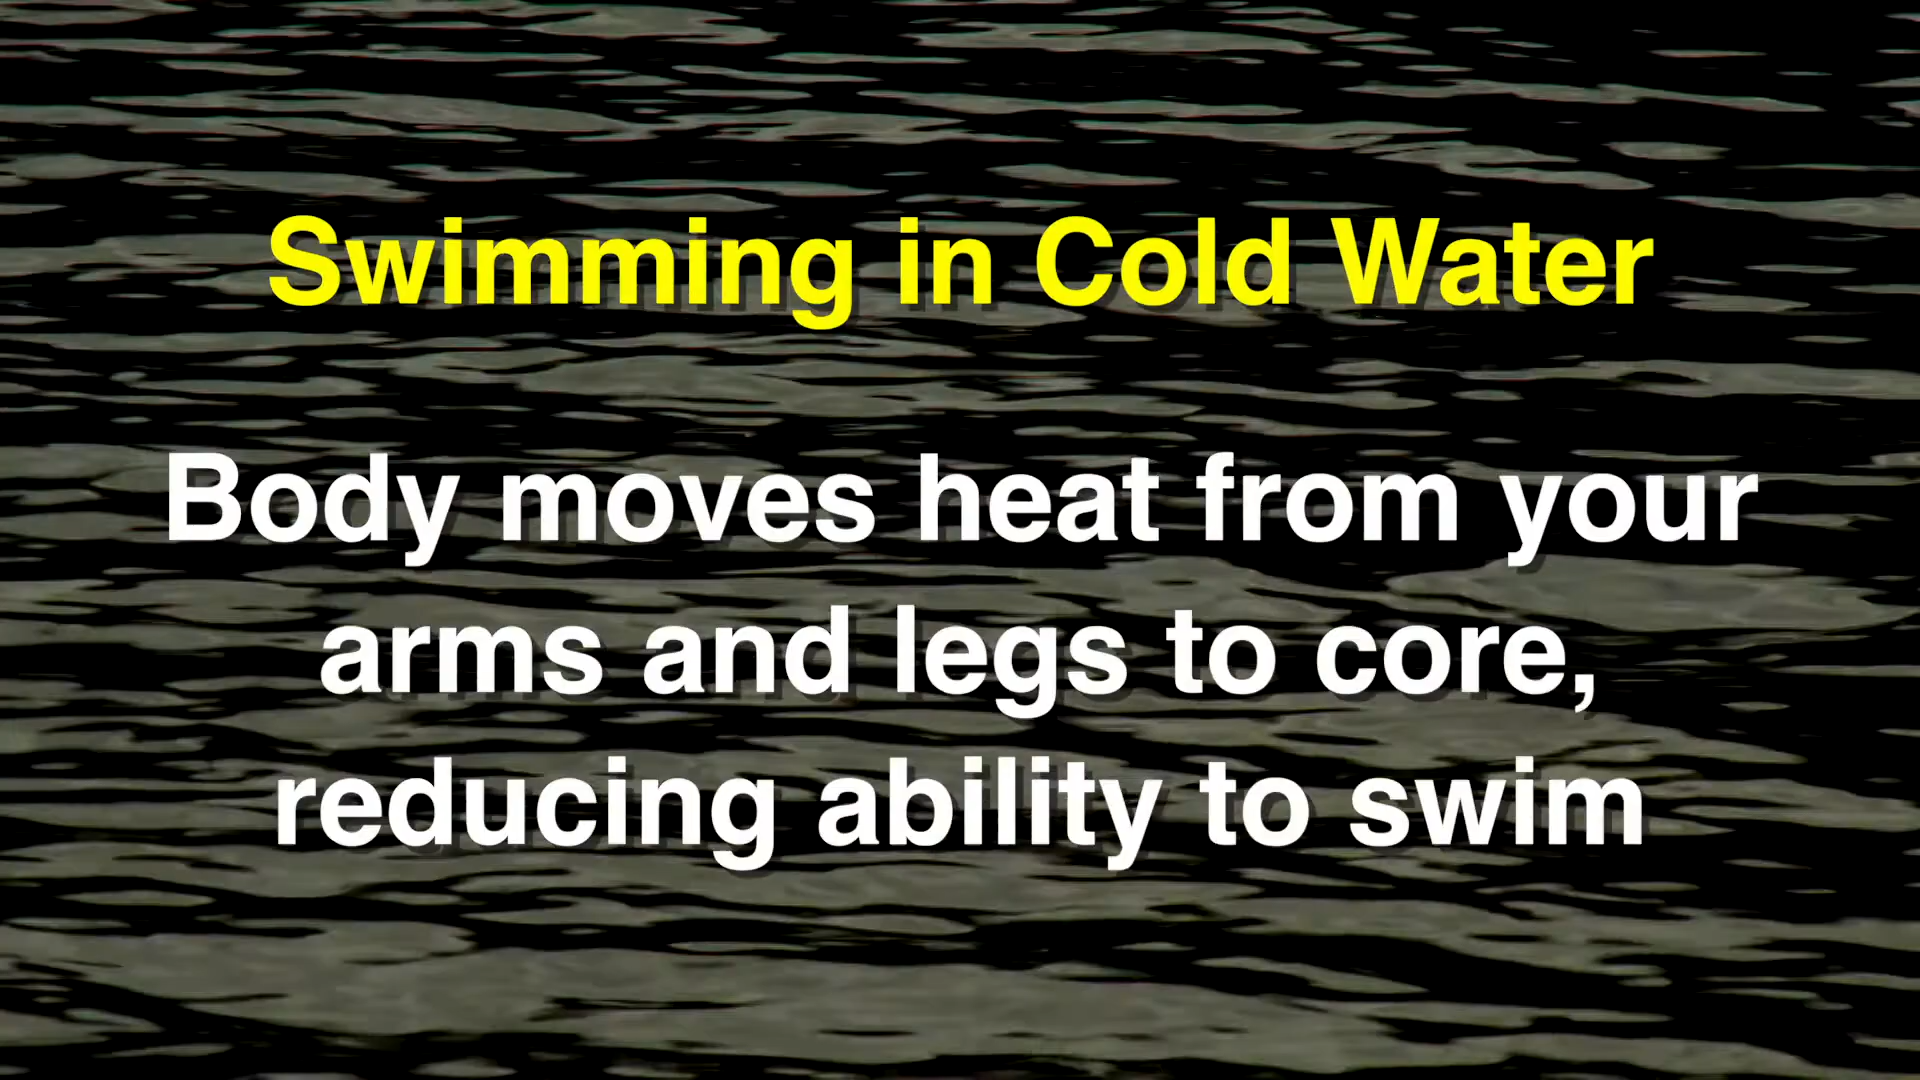 Swimming in Cold Water
Body moves heat from your
arms and legs to core,
reducing ability to swim